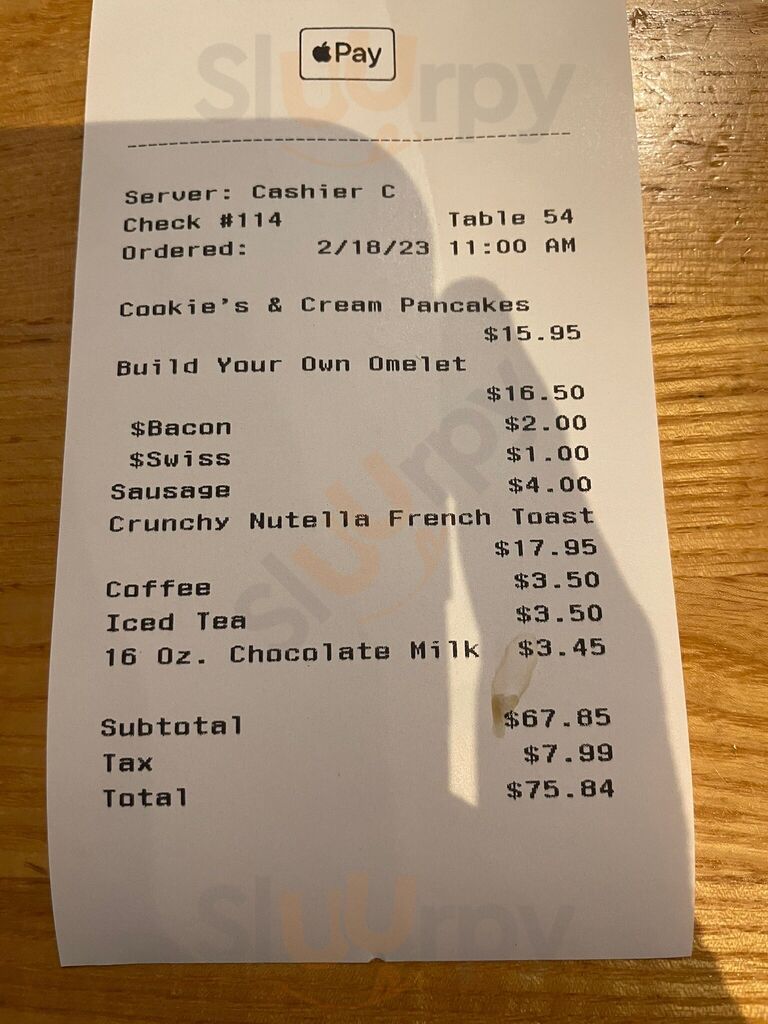 Pay
Sluurpy
Server: Cashier C
Check #114 Table 54
Ordered: 2/18/23 11:00 AM
Cookie's & Cream Pancakes
$15.95
Build Your Own Omelet
$16.50
$Bacon $2.00
$Swiss $1.00
Sausage $4.00
Crunchy Nutella French Toast
$17.95
Sluurpy
Coffee $3.50
Iced Tea $3.50
16 Oz. Chocolate Milk $3.45
Subtotal $67.85
Tax $7.99
Total $75.84
Sluurpy